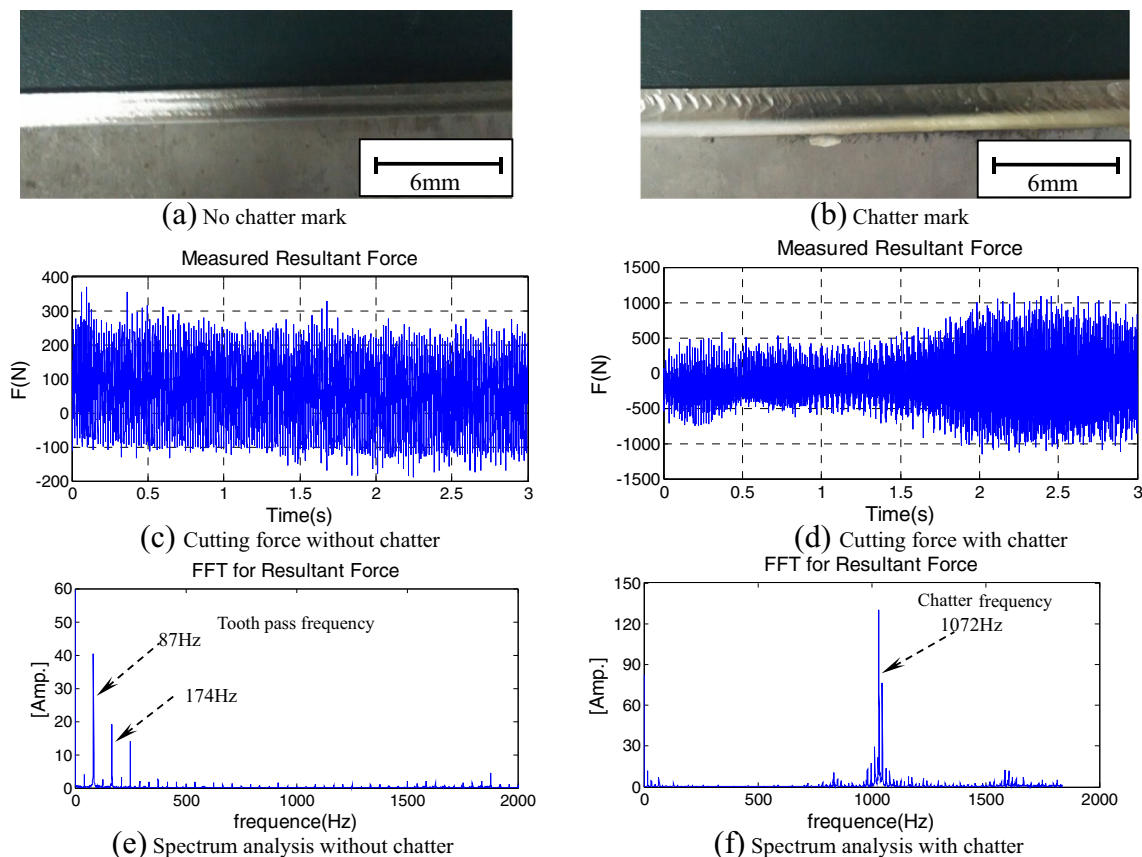 6mm
6mm
(a) No chatter mark
(b) Chatter mark
Measured Resultant Force
400
300
200
100
0
-100
-200
F(N)
0 0.5 1 1.5 2 2.5 3
Time(s)
(c) Cutting force without chatter
Measured Resultant Force
1500
1000
500
0
-500
-1000
-1500
F(N)
0 0.5 1 1.5 2 2.5 3
Time(s)
(d) Cutting force with chatter
FFT for Resultant Force
60
50
40
30
20
10
0
[Amp.]
Tooth pass frequency
87Hz
174Hz
0 500 1000 1500 2000
frequence(Hz)
(e) Spectrum analysis without chatter
FFT for Resultant Force
150
120
90
60
30
0
[Amp.]
Chatter frequency
1072Hz
0 500 1000 1500 2000
frequence(Hz)
(f) Spectrum analysis with chatter